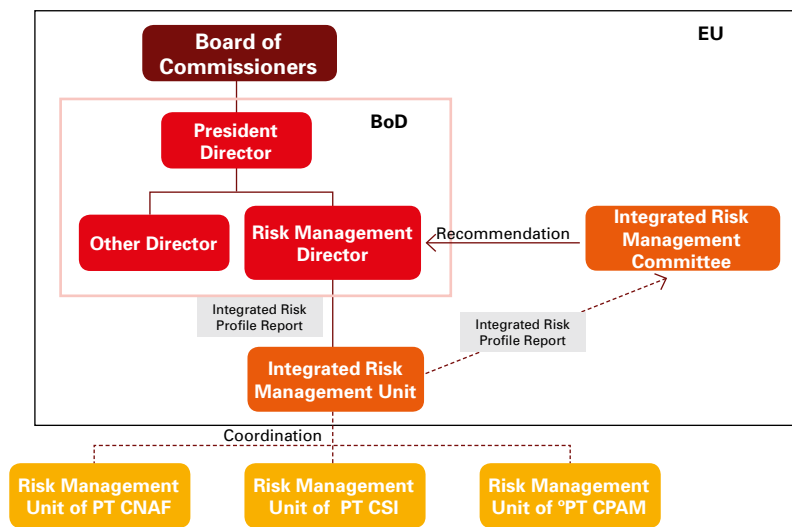 EU
Board of
Commissioners
BoD
President
Director
Other Director
Risk Management
Director
Recommendation
Integrated Risk
Management
Committee
Integrated Risk
Profile Report
Integrated Risk
Profile Report
Integrated Risk
Management Unit
Coordination
Risk Management
Unit of PT CNAF
Risk Management
Unit of PT CSI
Risk Management
Unit of ºPT CPAM